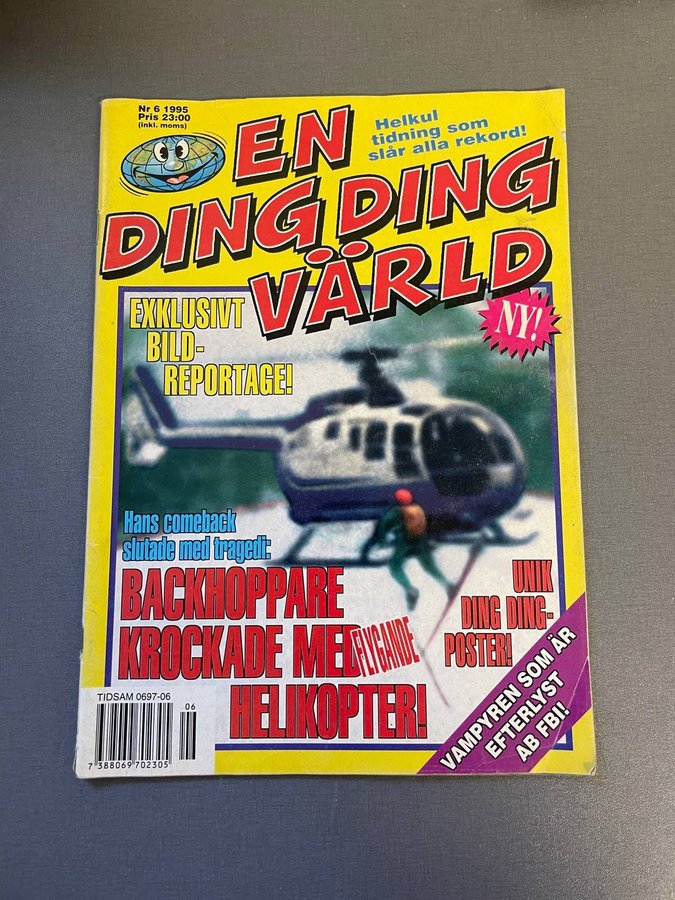 Nr 6 1995
Pris 23:00
(inkl. moms)
Helkul
tidning som
slår alla rekord!
EN
DING DING
VÄRLD
NY!
EXKLUSIVT
BILD-
REPORTAGE!
Hans comeback
slutade med tragedi:
BACKHOPPARE
KROCKADE MED FLYGANDE
HELIKOPTER!
UNIK
DING DING-
POSTER!
VAMPYREN SOM ÄR
EFTERLYST
AB FBI!
TIDSAM 0697-06
06
7 388069 702305